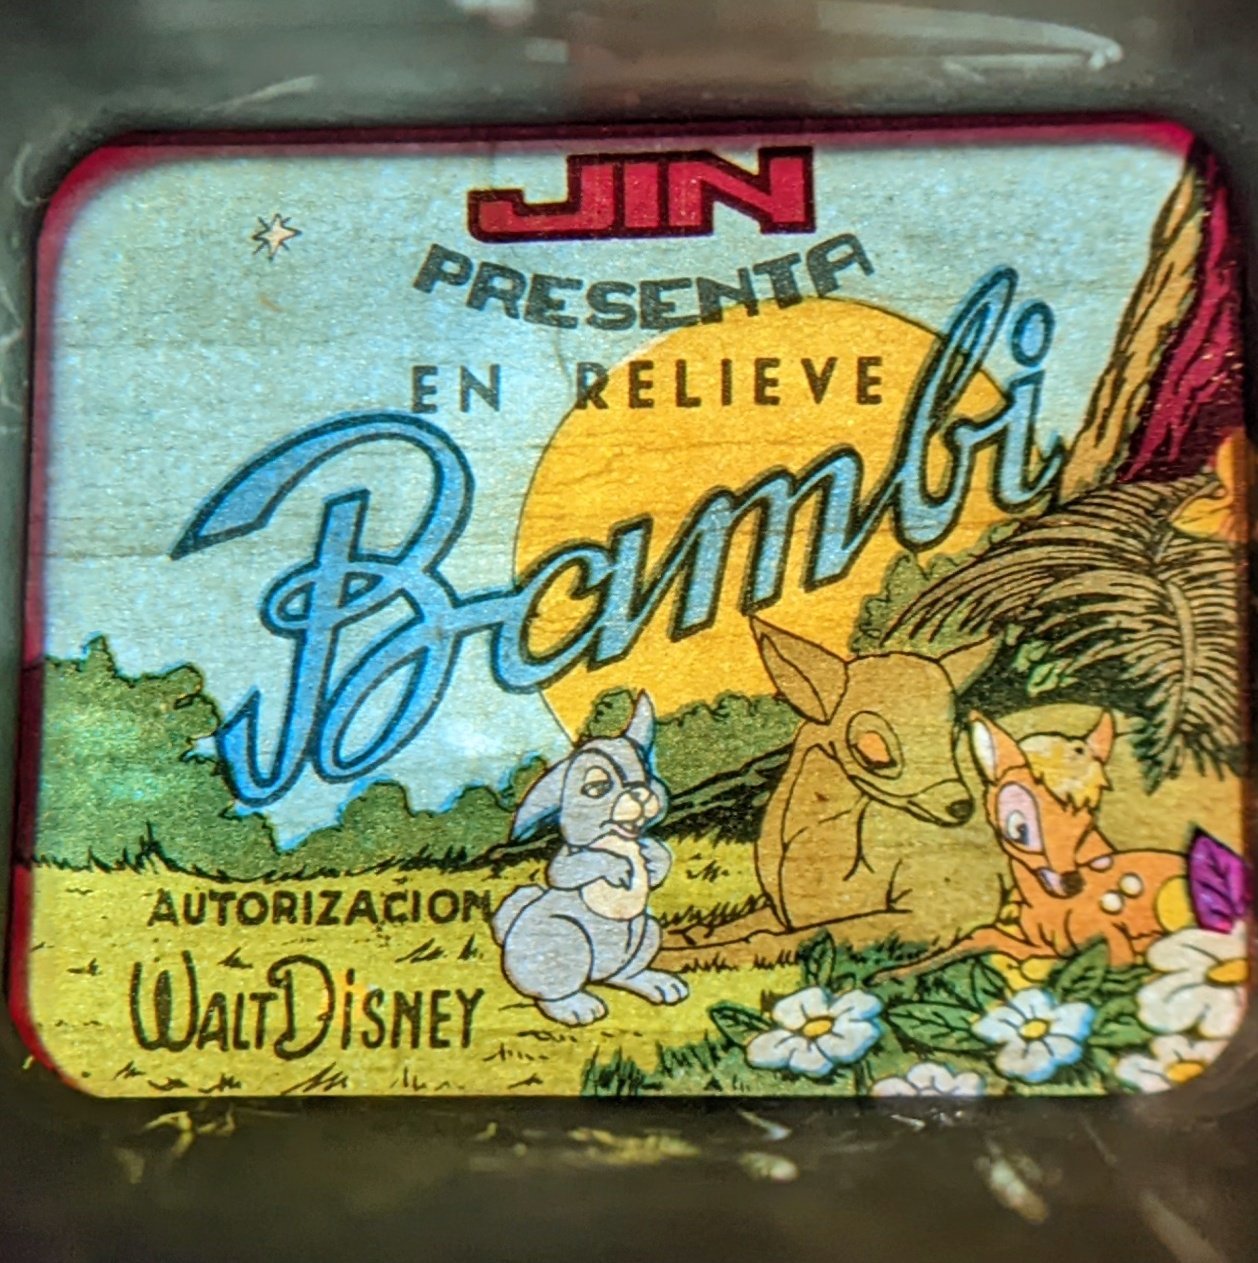 JIN
PRESENTA
EN RELIEVE
Bambi
AUTORIZACION
WALT DISNEY